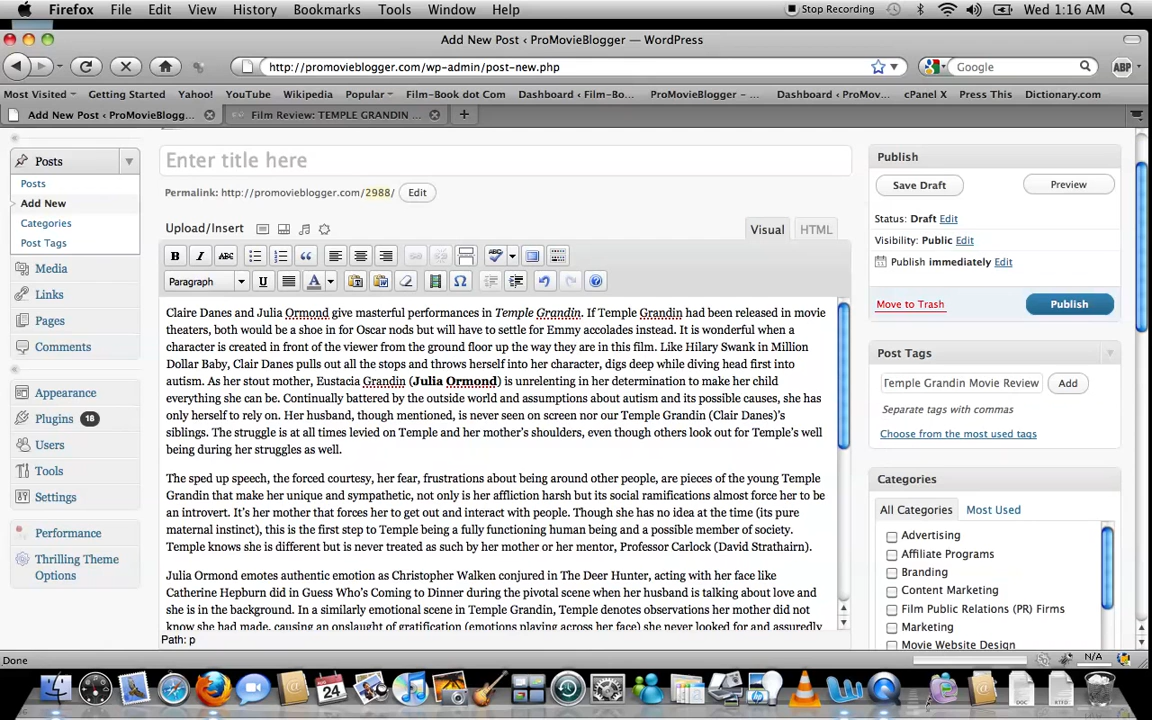 Firefox File Edit View History Bookmarks Tools Window Help Stop Recording Wed 1:16 AM
Add New Post ‹ ProMovieBlogger — WordPress
http://promovieblogger.com/wp-admin/post-new.php Google ABP
Most Visited Getting Started Yahoo! YouTube Wikipedia Popular Film-Book dot Com Dashboard ‹ Film-Bo... ProMovieBlogger - ... Dashboard ‹ ProMov... cPanel X Press This Dictionary.com
Add New Post ‹ ProMovieBlogg... Film Review: TEMPLE GRANDIN ...
Posts
Posts
Add New
Categories
Post Tags
Media
Links
Pages
Comments
Appearance
Plugins 18
Users
Tools
Settings
Performance
Thrilling Theme
Options
Enter title here
Permalink: http://promovieblogger.com/2988/ Edit
Upload/Insert Visual HTML
B I ABC
Paragraph U A
Claire Danes and Julia Ormond give masterful performances in Temple Grandin. If Temple Grandin had been released in movie
theaters, both would be a shoe in for Oscar nods but will have to settle for Emmy accolades instead. It is wonderful when a
character is created in front of the viewer from the ground floor up the way they are in this film. Like Hilary Swank in Million
Dollar Baby, Clair Danes pulls out all the stops and throws herself into her character, digs deep while diving head first into
autism. As her stout mother, Eustacia Grandin (Julia Ormond) is unrelenting in her determination to make her child
everything she can be. Continually battered by the outside world and assumptions about autism and its possible causes, she has
only herself to rely on. Her husband, though mentioned, is never seen on screen nor our Temple Grandin (Clair Danes)'s
siblings. The struggle is at all times levied on Temple and her mother's shoulders, even though others look out for Temple's well
being during her struggles as well.
The sped up speech, the forced courtesy, her fear, frustrations about being around other people, are pieces of the young Temple
Grandin that make her unique and sympathetic, not only is her affliction harsh but its social ramifications almost force her to be
an introvert. It's her mother that forces her to get out and interact with people. Though she has no idea at the time (its pure
maternal instinct), this is the first step to Temple being a fully functioning human being and a possible member of society.
Temple knows she is different but is never treated as such by her mother or her mentor, Professor Carlock (David Strathairn).
Julia Ormond emotes authentic emotion as Christopher Walken conjured in The Deer Hunter, acting with her face like
Catherine Hepburn did in Guess Who's Coming to Dinner during the pivotal scene when her husband is talking about love and
she is in the background. In a similarly emotional scene in Temple Grandin, Temple denotes observations her mother did not
know she had made, causing an onslaught of gratification (emotions playing across her face) she never looked for and assuredly
Path: p
Publish
Save Draft Preview
Status: Draft Edit
Visibility: Public Edit
Publish immediately Edit
Move to Trash Publish
Post Tags
Temple Grandin Movie Review Add
Separate tags with commas
Choose from the most used tags
Categories
All Categories Most Used
Advertising
Affiliate Programs
Branding
Content Marketing
Film Public Relations (PR) Firms
Marketing
Movie Website Design
Done N/A
24